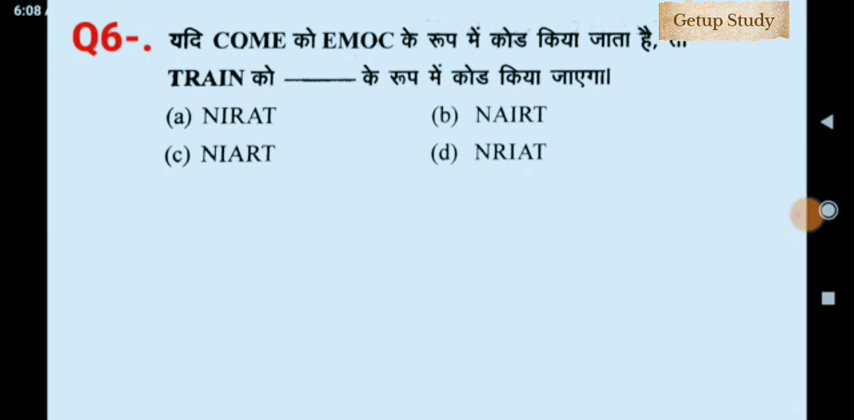 6:08
Getup Study
Q6-. यदि COME को EMOC के रूप में कोड किया जाता है,
TRAIN को ——— के रूप में कोड किया जाएगा।
(a) NIRAT (b) NAIRT
(c) NIART (d) NRIAT